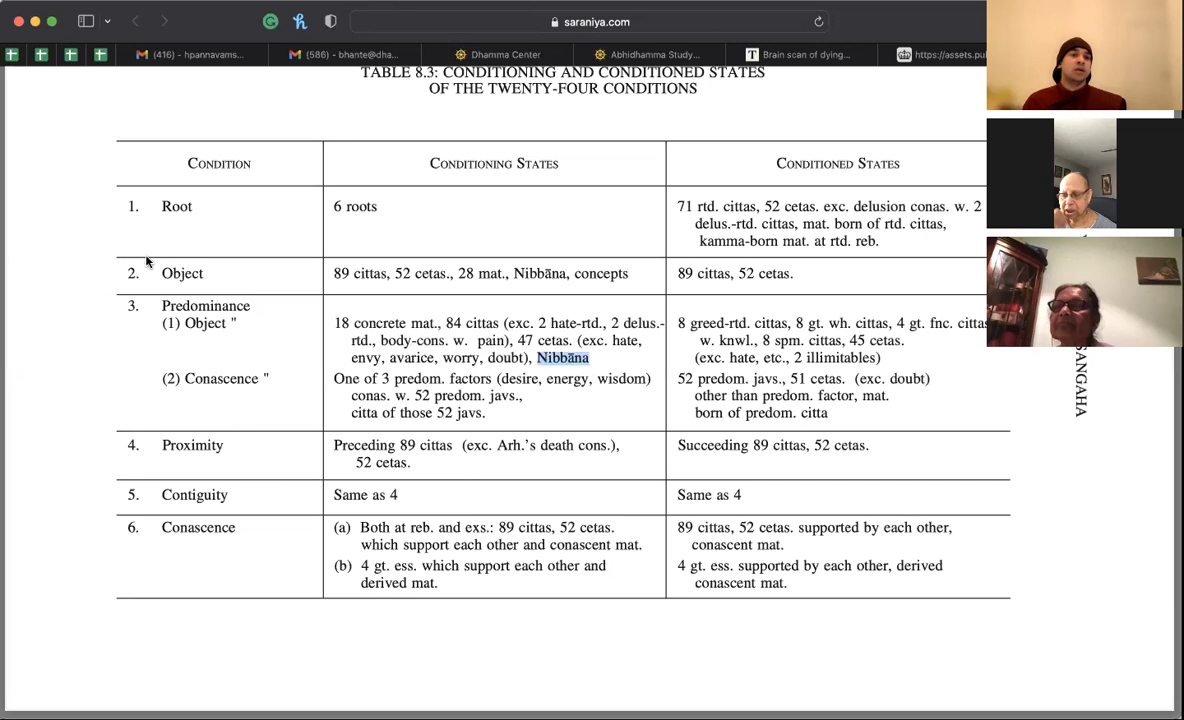 saraniya.com
(416) - hpannavams...
(586) - bhante@dha...
Dhamma Center
Abhidhamma Study...
Brain scan of dying...
https://assets.pu
TABLE 8.3: CONDITIONING AND CONDITIONED STATES
OF THE TWENTY-FOUR CONDITIONS
CONDITION CONDITIONING STATES CONDITIONED STATES
1. Root
6 roots
71 rtd. cittas, 52 cetas. exc. delusion conas. w. 2
delus.-rtd. cittas, mat. born of rtd. cittas,
kamma-born mat. at rtd. reb.
2. Object
89 cittas, 52 cetas., 28 mat., Nibbāna, concepts
89 cittas, 52 cetas.
3. Predominance
(1) Object "
18 concrete mat., 84 cittas (exc. 2 hate-rtd., 2 delus.-
rtd., body-cons. w. pain), 47 cetas. (exc. hate,
envy, avarice, worry, doubt), Nibbāna
8 greed-rtd. cittas, 8 gt. wh. cittas, 4 gt. fnc. cittas
w. knwl., 8 spm. cittas, 45 cetas.
(exc. hate, etc., 2 illimitables)
(2) Conascence "
One of 3 predom. factors (desire, energy, wisdom)
conas. w. 52 predom. javs.,
citta of those 52 javs.
52 predom. javs., 51 cetas. (exc. doubt)
other than predom. factor, mat.
born of predom. citta
4. Proximity
Preceding 89 cittas (exc. Arh.'s death cons.),
52 cetas.
Succeeding 89 cittas, 52 cetas.
5. Contiguity
Same as 4
Same as 4
6. Conascence
(a) Both at reb. and exs.: 89 cittas, 52 cetas.
which support each other and conascent mat.
(b) 4 gt. ess. which support each other and
derived mat.
89 cittas, 52 cetas. supported by each other,
conascent mat.
4 gt. ess. supported by each other, derived
conascent mat.
SANGAHA